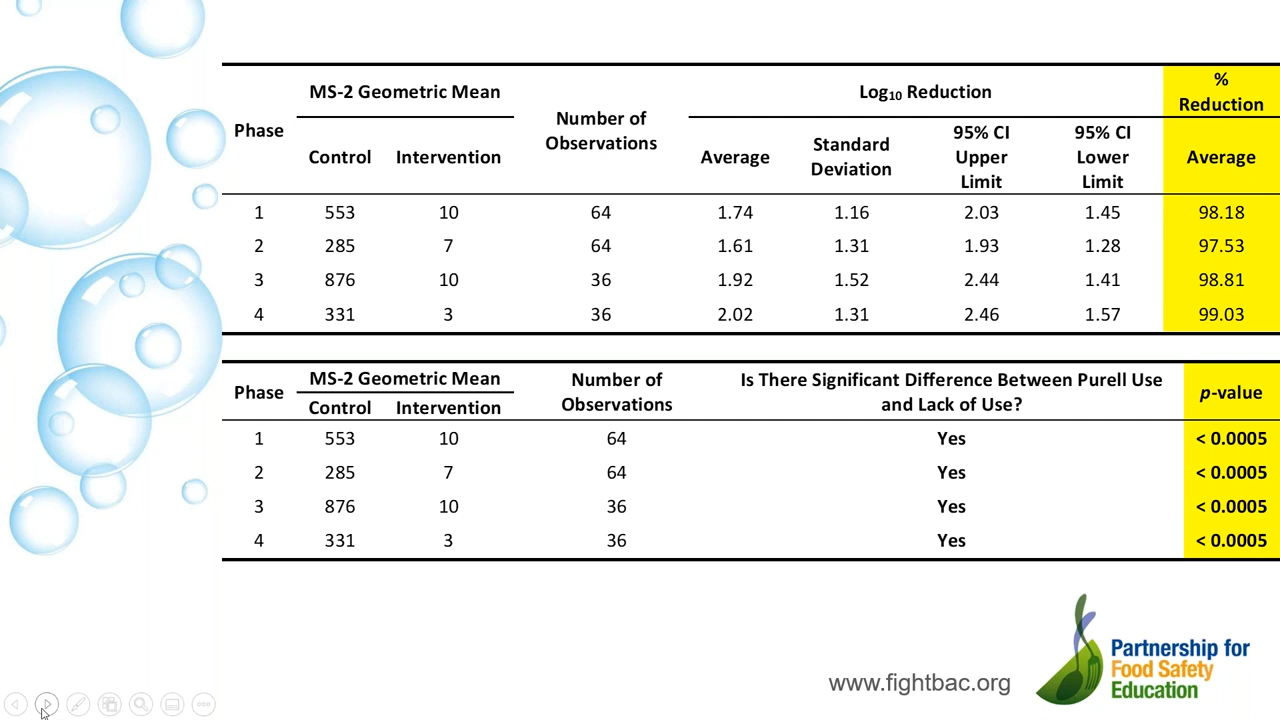 MS-2 Geometric Mean Log10 Reduction % Reduction
Phase Number of Observations
Control Intervention Average Standard Deviation 95% CI Upper Limit 95% CI Lower Limit Average
1 553 10 64 1.74 1.16 2.03 1.45 98.18
2 285 7 64 1.61 1.31 1.93 1.28 97.53
3 876 10 36 1.92 1.52 2.44 1.41 98.81
4 331 3 36 2.02 1.31 2.46 1.57 99.03
Phase MS-2 Geometric Mean Number of Observations Is There Significant Difference Between Purell Use and Lack of Use? p-value
Control Intervention
1 553 10 64 Yes < 0.0005
2 285 7 64 Yes < 0.0005
3 876 10 36 Yes < 0.0005
4 331 3 36 Yes < 0.0005
www.fightbac.org
Partnership for
Food Safety
Education